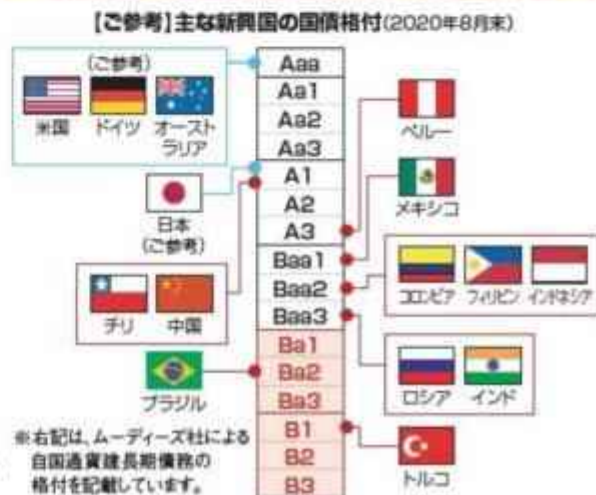 【ご参考】主な新興国の国債格付(2020年8月末)
(ご参考)
米国 ドイツ オースト
ラリア
日本
(ご参考)
チリ 中国
ブラジル
※右記は、ムーディーズ社による
自国通貨建長期債務の
格付を記載しています。
Aaa
Aa1
Aa2
Aa3
A1
A2
A3
Baa1
Baa2
Baa3
Ba1
Ba2
Ba3
B1
B2
B3
ペルー
メキシコ
コロンビア フィリピン インドネシア
ロシア インド
トルコ